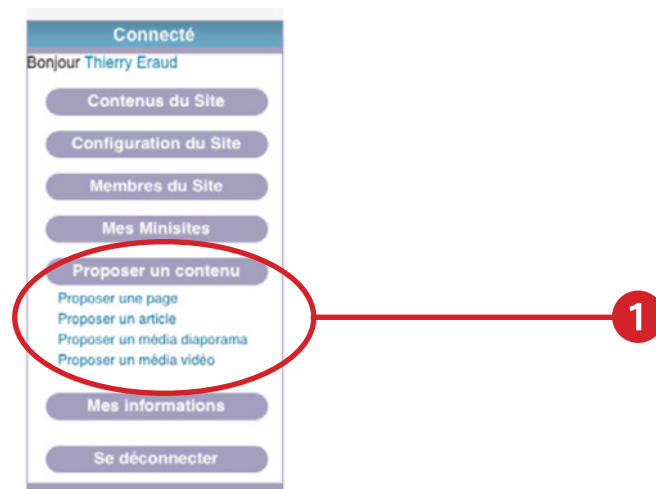 Connecté
Bonjour Thierry Eraud
Contenus du Site
Configuration du Site
Membres du Site
Mes Minisites
Proposer un contenu
Proposer une page
Proposer un article
Proposer un média diaporama
Proposer un média vidéo
1
Mes informations
Se déconnecter